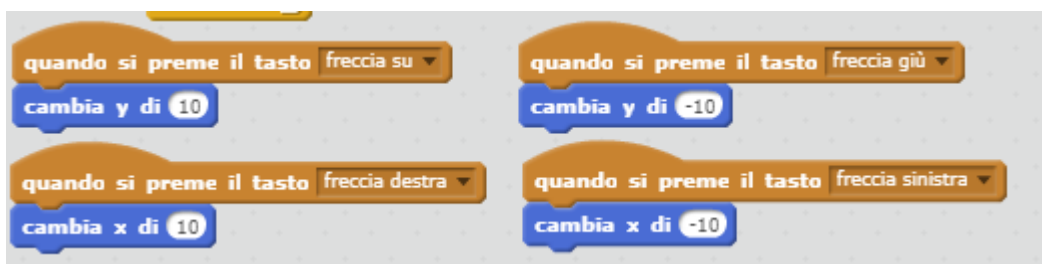 quando si preme il tasto freccia su
cambia y di 10
quando si preme il tasto freccia giù
cambia y di -10
quando si preme il tasto freccia destra
cambia x di 10
quando si preme il tasto freccia sinistra
cambia x di -10